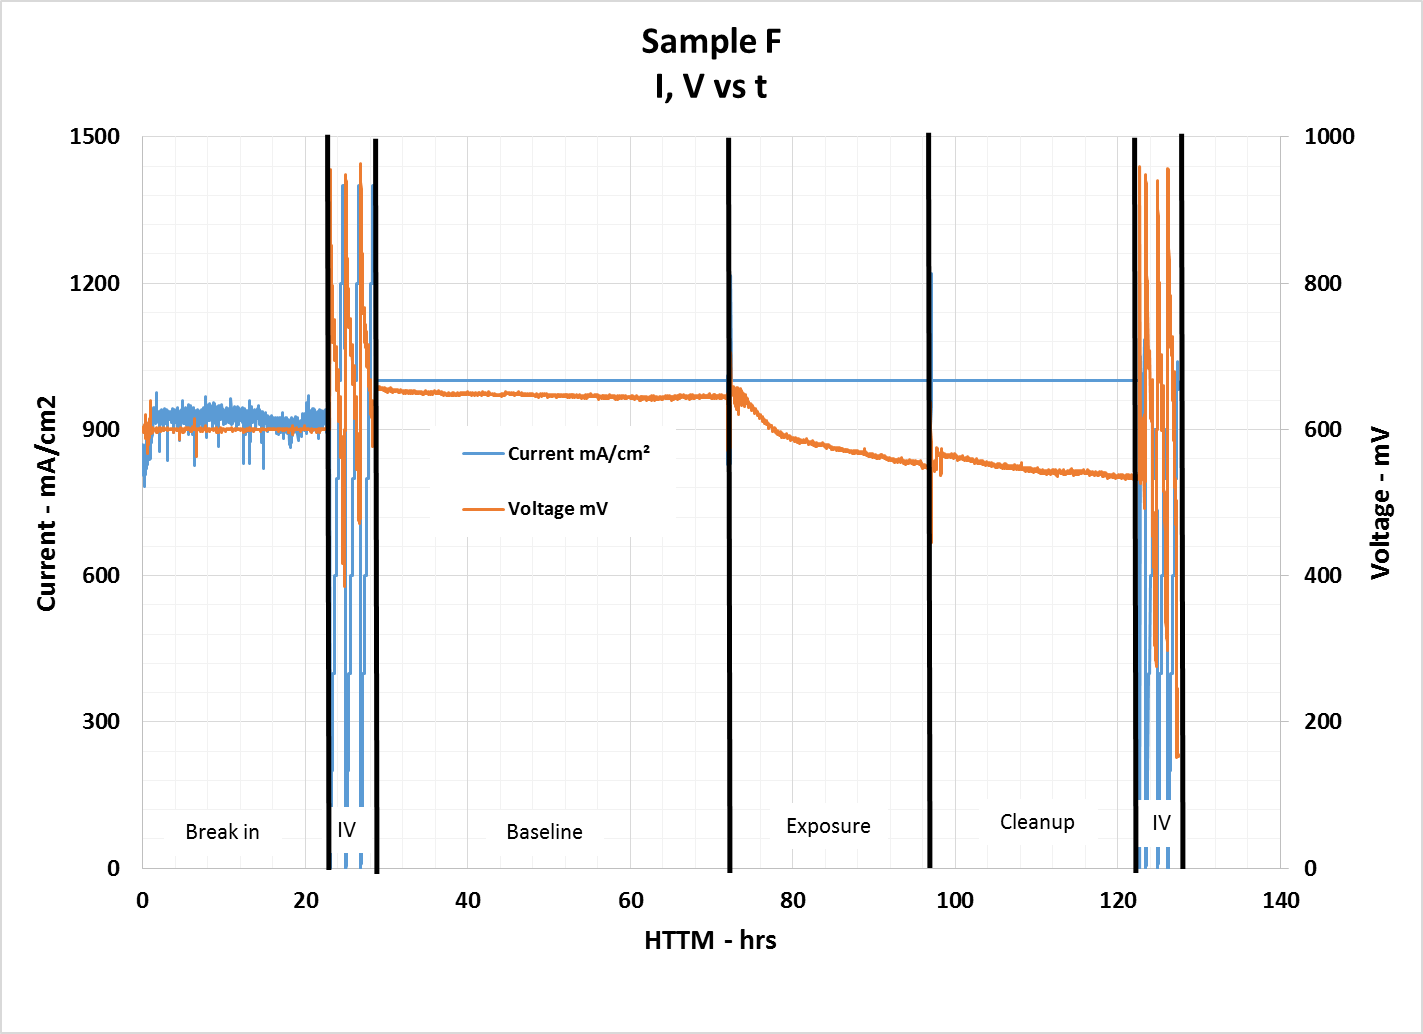 Sample F
I, V vs t
1500
1200
900
600
300
0
Current - mA/cm2
1000
800
600
400
200
0
Voltage - mV
Current mA/cm²
Voltage mV
Break in
IV
Baseline
Exposure
Cleanup
IV
0
20
40
60
80
100
120
140
HTTM - hrs